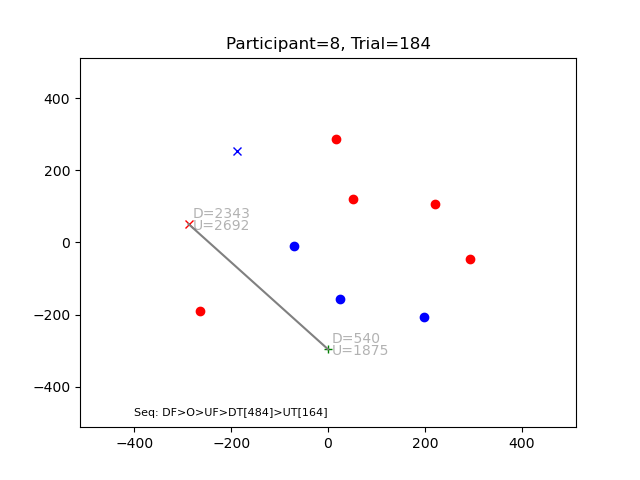 Participant=8, Trial=184
400
200
0
−200
−400
D=2343
U=2692
D=540
U=1875
Seq: DF>O>UF>DT[484]>UT[164]
−400
−200
0
200
400